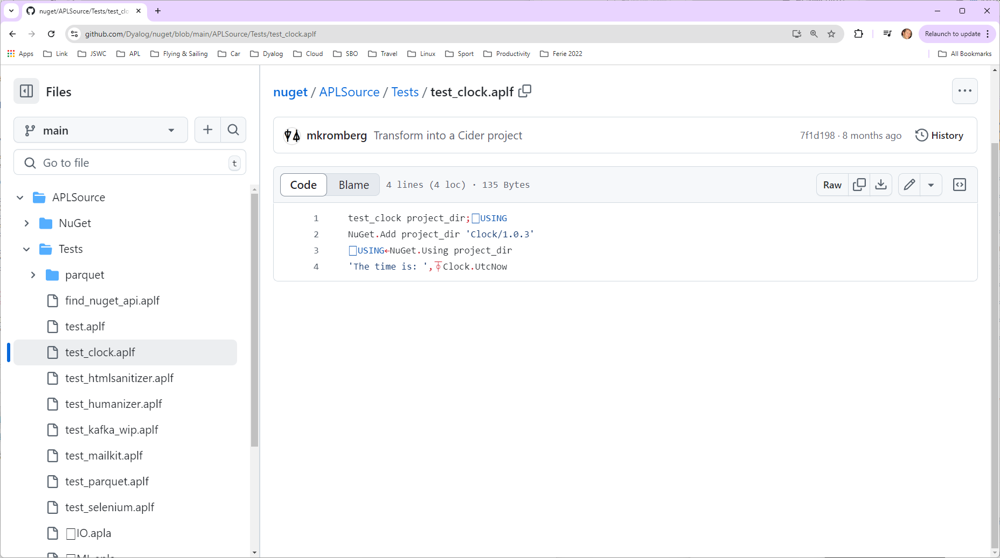 nuget/APLSource/Tests/test_clo
github.com/Dyalog/nuget/blob/main/APLSource/Tests/test_clock.aplf
Relaunch to update
Apps Link JSWC APL Flying & Sailing Car Dyalog Cloud SBO Travel Linux Sport Productivity Ferie 2022 All Bookmarks
Files
nuget / APLSource / Tests / test_clock.aplf
main
mkromberg Transform into a Cider project 7f1d198 · 8 months ago History
Go to file t
Code Blame 4 lines (4 loc) · 135 Bytes Raw
1 test_clock project_dir;⎕USING
2 NuGet.Add project_dir 'Clock/1.0.3'
3 ⎕USING←NuGet.Using project_dir
4 'The time is: ',⍕Clock.UtcNow
APLSource
NuGet
Tests
parquet
find_nuget_api.aplf
test.aplf
test_clock.aplf
test_htmlsanitizer.aplf
test_humanizer.aplf
test_kafka_wip.aplf
test_mailkit.aplf
test_parquet.aplf
test_selenium.aplf
⎕IO.apla
⎕ML.apla